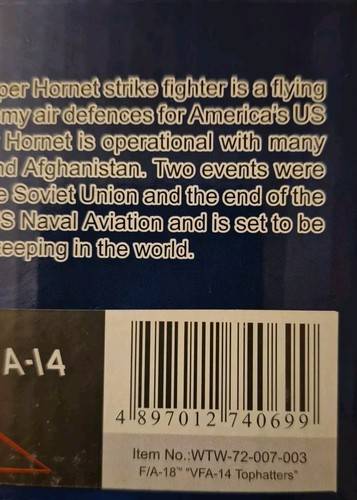 per Hornet strike fighter is a flying
my air defences for America's US
Hornet is operational with many
nd Afghanistan. Two events were
e Soviet Union and the end of the
S Naval Aviation and is set to be
keeping in the world.
A-14
4 897012 740699
Item No.:WTW-72-007-003
F/A-18™ "VFA-14 Tophatters"